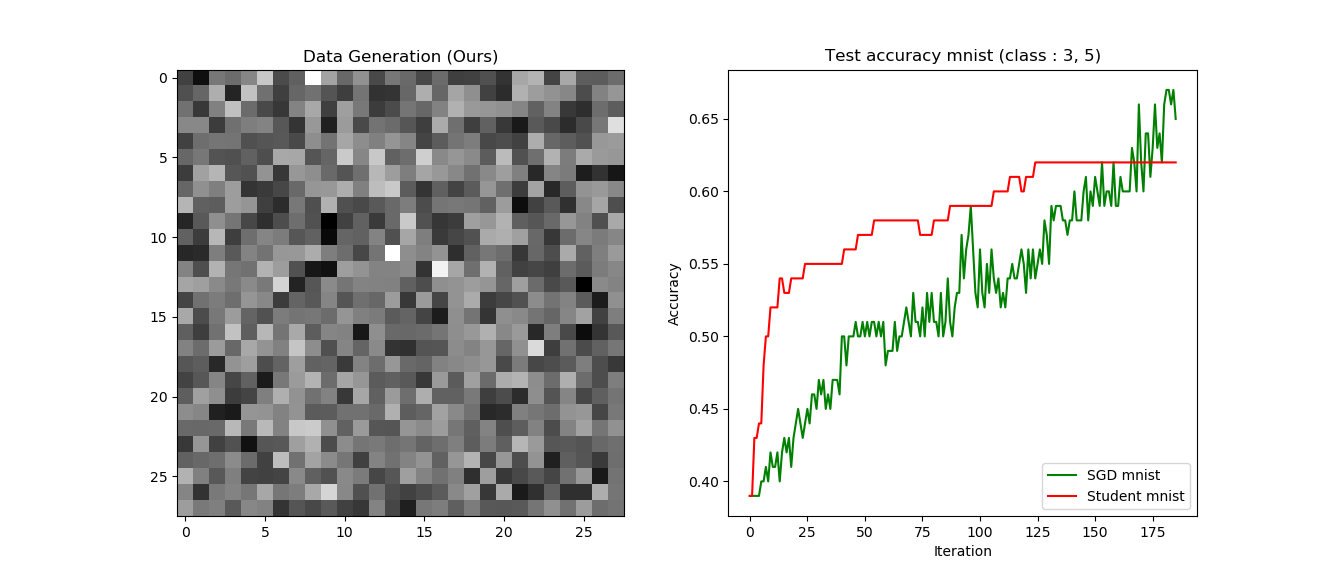 Data Generation (Ours)
0
5
10
15
20
25
0 5 10 15 20 25
Test accuracy mnist (class : 3, 5)
Accuracy
0.65
0.60
0.55
0.50
0.45
0.40
0 25 50 75 100 125 150 175
Iteration
SGD mnist
Student mnist